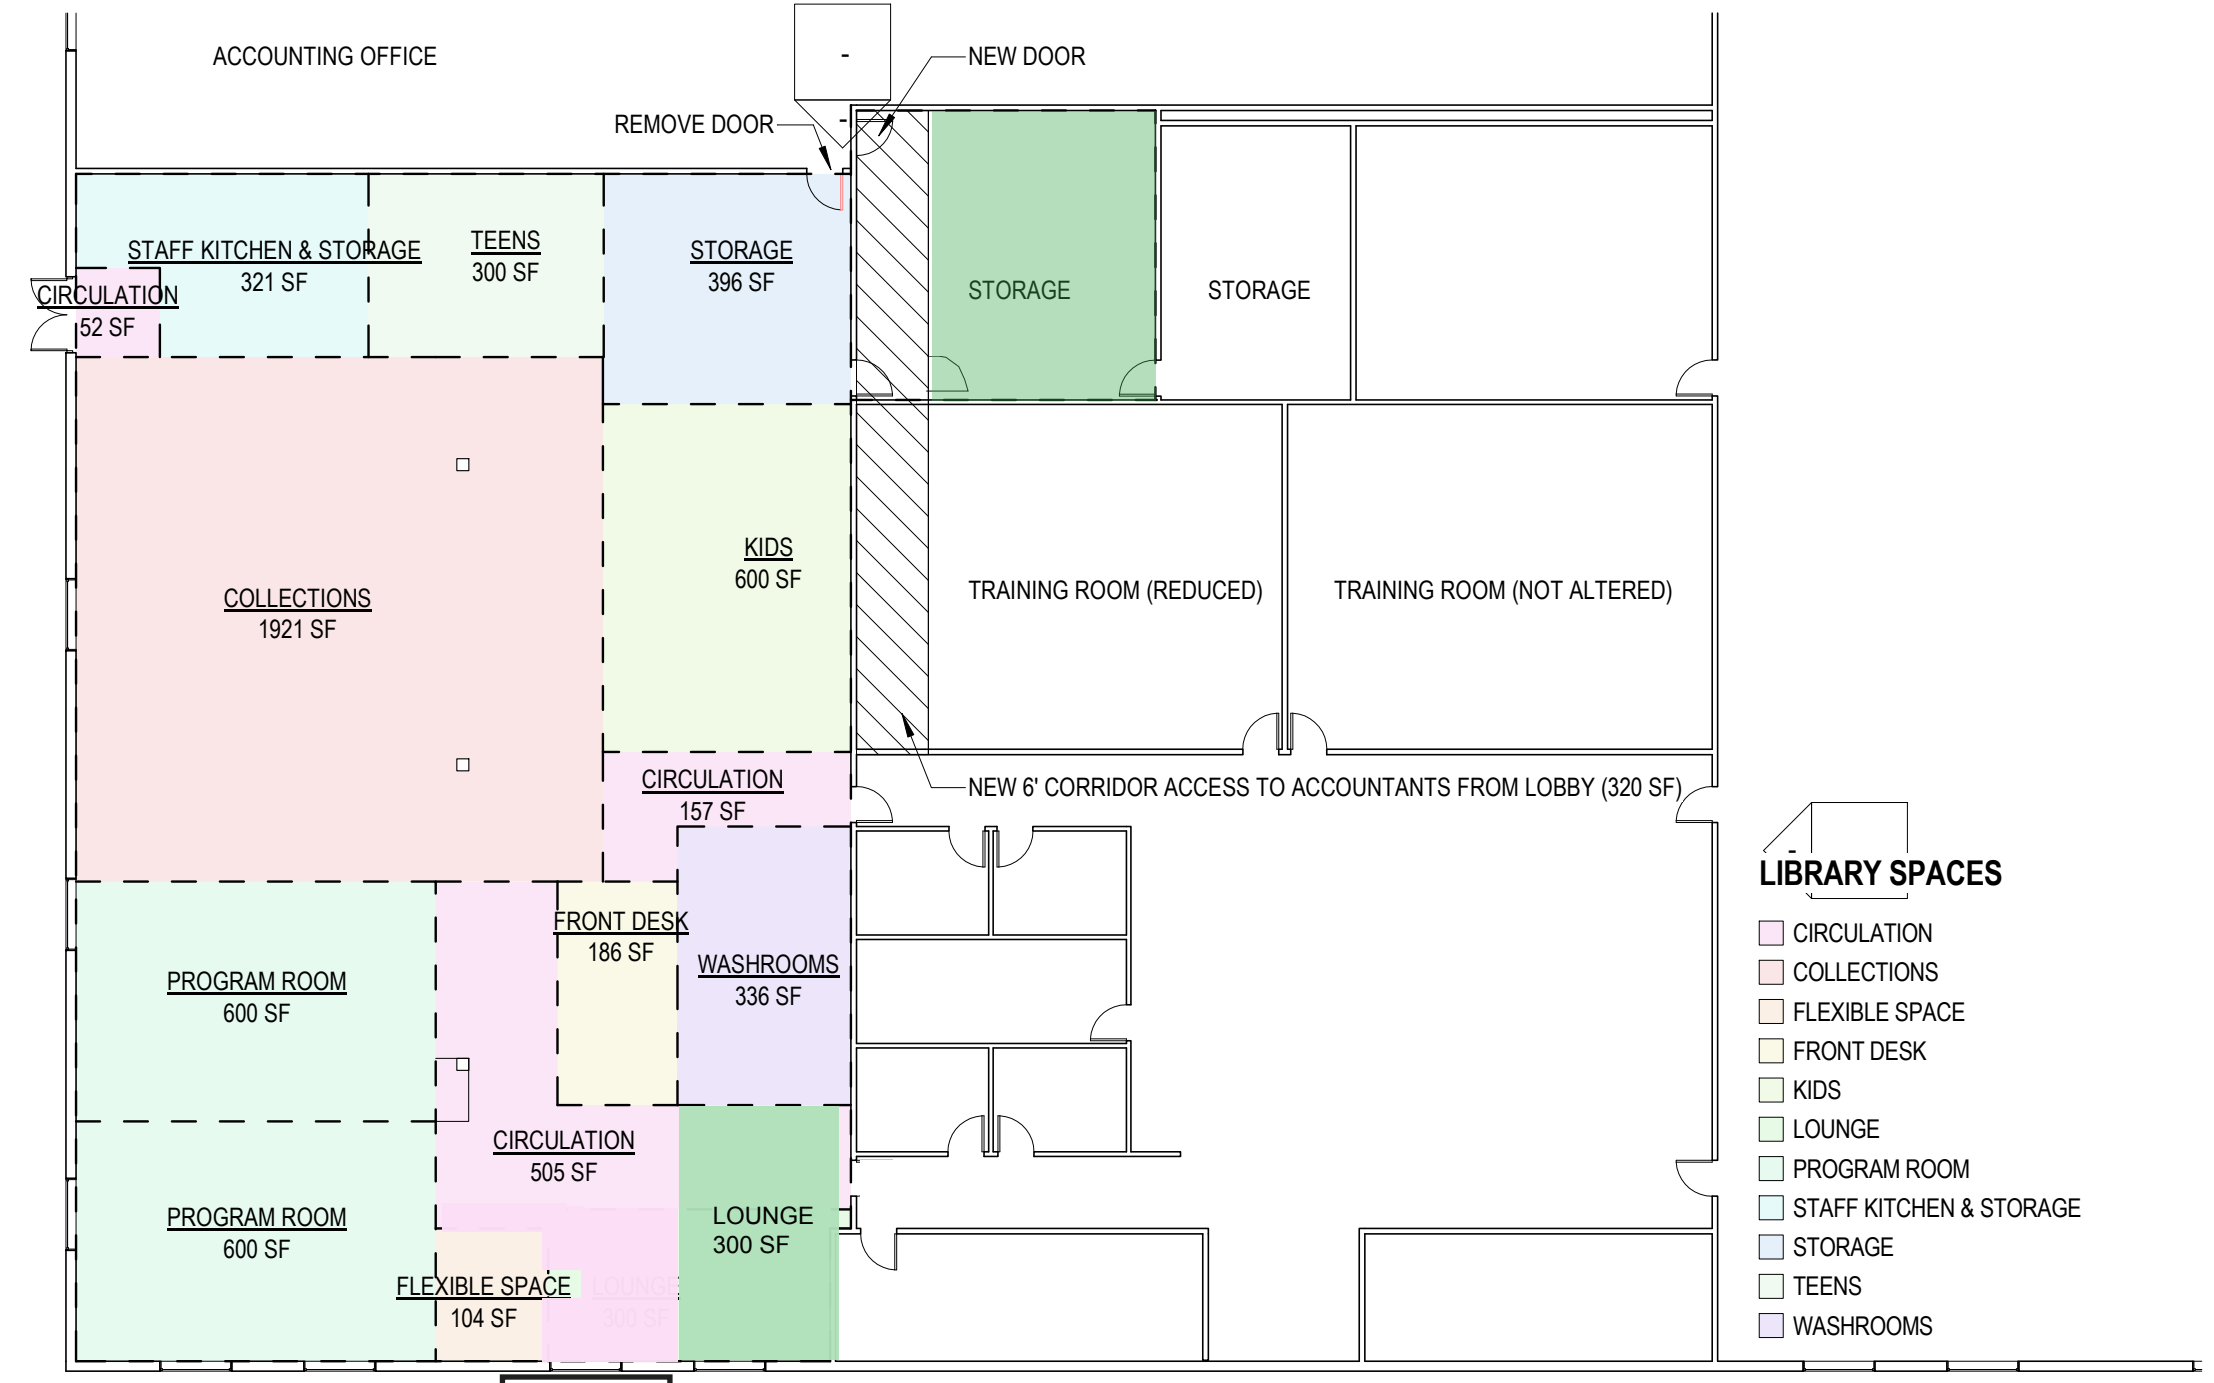 ACCOUNTING OFFICE
-
NEW DOOR
REMOVE DOOR
-
STAFF KITCHEN & STORAGE
321 SF
TEENS
300 SF
STORAGE
396 SF
STORAGE
STORAGE
CIRCULATION
52 SF
COLLECTIONS
1921 SF
KIDS
600 SF
TRAINING ROOM (REDUCED)
TRAINING ROOM (NOT ALTERED)
CIRCULATION
157 SF
NEW 6' CORRIDOR ACCESS TO ACCOUNTANTS FROM LOBBY (320 SF)
FRONT DESK
186 SF
WASHROOMS
336 SF
PROGRAM ROOM
600 SF
CIRCULATION
505 SF
PROGRAM ROOM
600 SF
LOUNGE
300 SF
FLEXIBLE SPACE
104 SF
LOUNGE
300 SF
-
LIBRARY SPACES
CIRCULATION
COLLECTIONS
FLEXIBLE SPACE
FRONT DESK
KIDS
LOUNGE
PROGRAM ROOM
STAFF KITCHEN & STORAGE
STORAGE
TEENS
WASHROOMS